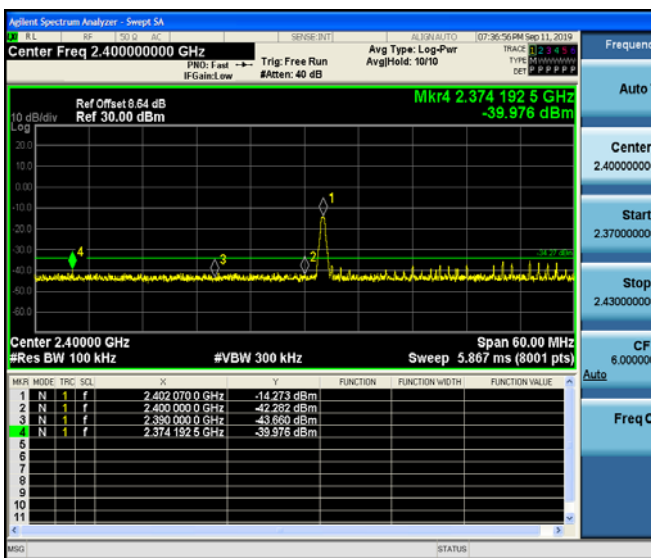 Agilent Spectrum Analyzer - Swept SA
RL RF 50 Ω AC SENSE:INT ALIGN AUTO 07:36:56 PM Sep 11, 2019
Center Freq 2.400000000 GHz
PNO: Fast Trig: Free Run Avg Type: Log-Pwr TRACE 1 2 3 4 5 6
IFGain:Low #Atten: 40 dB Avg|Hold: 10/10 TYPE M
DET P P P P P P
Frequenc
Auto
Center
2.40000000
Start
2.37000000
Stop
2.43000000
CF
6.00000
Auto
Freq O
Mkr4 2.374 192 5 GHz
-39.976 dBm
Ref Offset 8.64 dB
10 dB/div Ref 30.00 dBm
Log
20.0
10.0
0.00
-10.0
-20.0
-30.0
-40.0
-50.0
-60.0
1
2
3
4
-34.27 dBm
Center 2.40000 GHz Span 60.00 MHz
#Res BW 100 kHz #VBW 300 kHz Sweep 5.867 ms (8001 pts)
MKR MODE TRC SCL X Y FUNCTION FUNCTION WIDTH FUNCTION VALUE
1 N 1 f 2.402 070 0 GHz -14.273 dBm
2 N 1 f 2.400 000 0 GHz -42.282 dBm
3 N 1 f 2.390 000 0 GHz -43.660 dBm
4 N 1 f 2.374 192 5 GHz -39.976 dBm
5
6
7
8
9
10
11
MSG STATUS